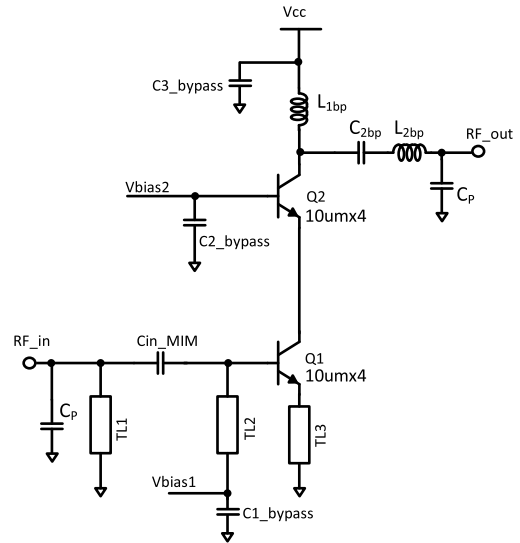 Vcc
C3_bypass
L1bp
C2bp
L2bp
RF_out
Vbias2
Q2
10umx4
CP
C2_bypass
RF_in
Cin_MIM
Q1
10umx4
CP
TL1
TL2
TL3
Vbias1
C1_bypass